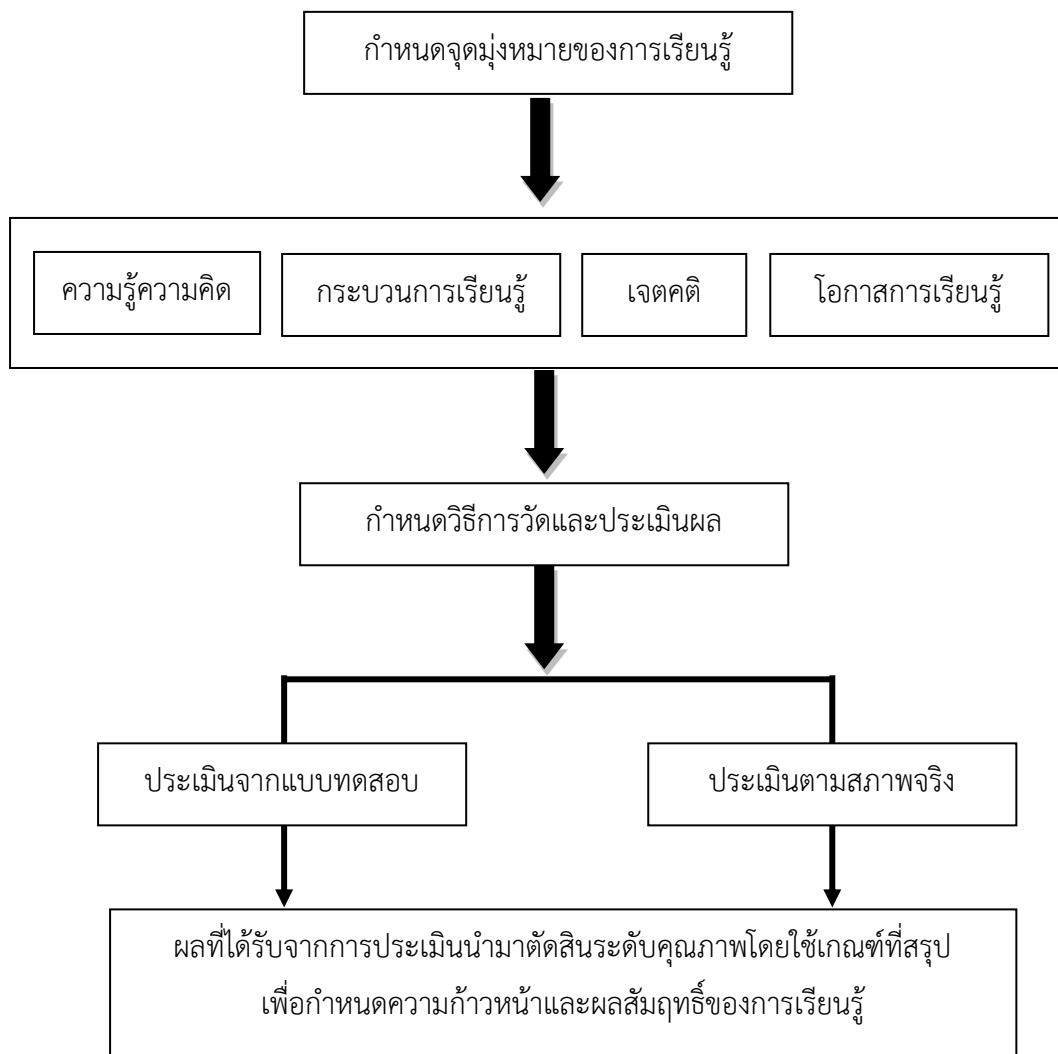 กำหนดจุดมุ่งหมายของการเรียนรู้
ความรู้ความคิด
กระบวนการเรียนรู้
เจตคติ
โอกาสการเรียนรู้
กำหนดวิธีการวัดและประเมินผล
ประเมินจากแบบทดสอบ
ประเมินตามสภาพจริง
ผลที่ได้รับจากการประเมินนำมาตัดสินระดับคุณภาพโดยใช้เกณฑ์ที่สรุป
เพื่อกำหนดความก้าวหน้าและผลสัมฤทธิ์ของการเรียนรู้